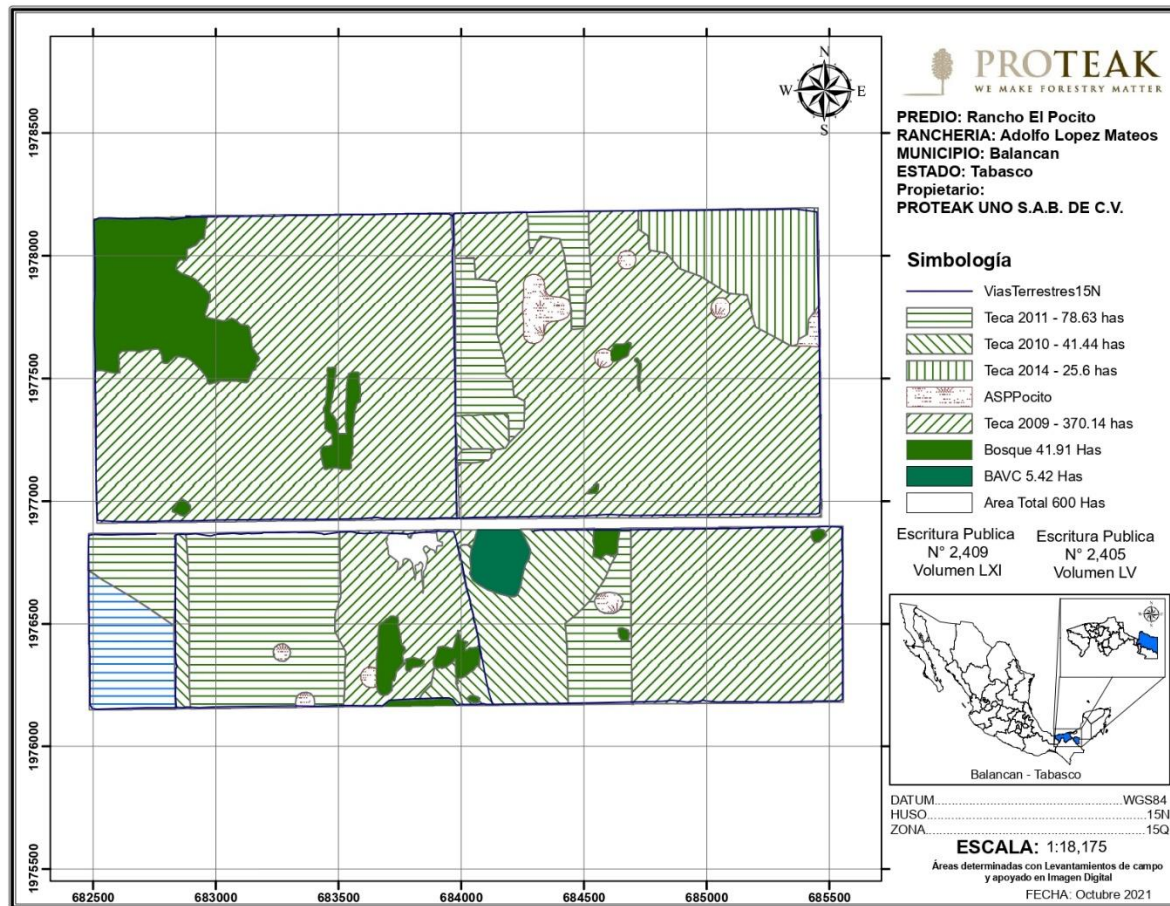 PROTEAK
WE MAKE FORESTRY MATTER
PREDIO: Rancho El Pocito
RANCHERIA: Adolfo Lopez Mateos
MUNICIPIO: Balancan
ESTADO: Tabasco
Propietario:
PROTEAK UNO S.A.B. DE C.V.
Simbología
ViasTerrestres15N
Teca 2011 - 78.63 has
Teca 2010 - 41.44 has
Teca 2014 - 25.6 has
ASPPocito
Teca 2009 - 370.14 has
Bosque 41.91 Has
BAVC 5.42 Has
Area Total 600 Has
Escritura Publica
N° 2,409
Volumen LXI
Escritura Publica
N° 2,405
Volumen LV
Balancan - Tabasco
DATUM WGS84
HUSO 15N
ZONA 15Q
ESCALA: 1:18,175
Áreas determinadas con Levantamientos de campo
y apoyado en Imagen Digital
FECHA: Octubre 2021
N
W E
S
1978500
1978000
1977500
1977000
1976500
1976000
1975500
682500 683000 683500 684000 684500 685000 685500